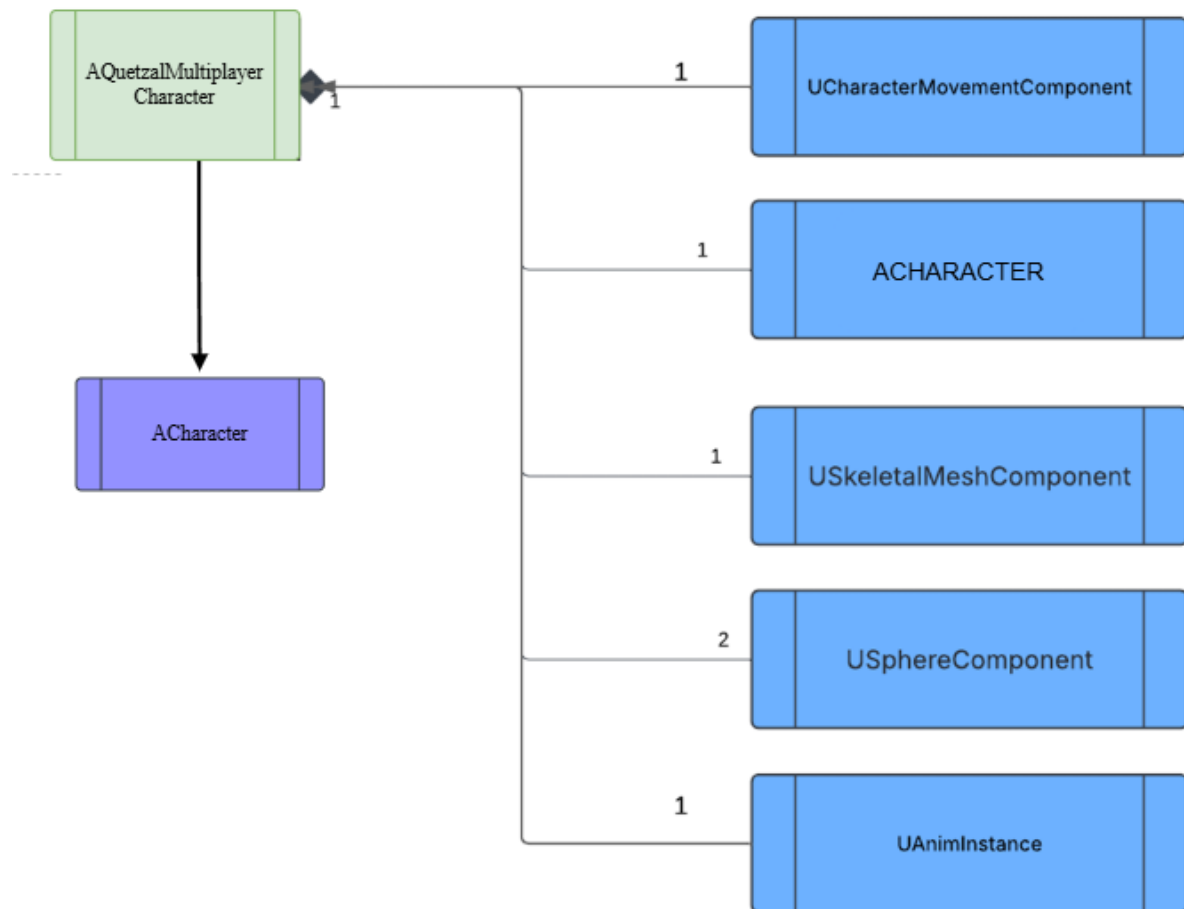 AQuetzalMultiplayer
Character
1
1
UCharacterMovementComponent
1
ACHARACTER
ACharacter
1
USkeletalMeshComponent
2
USphereComponent
1
UAnimInstance